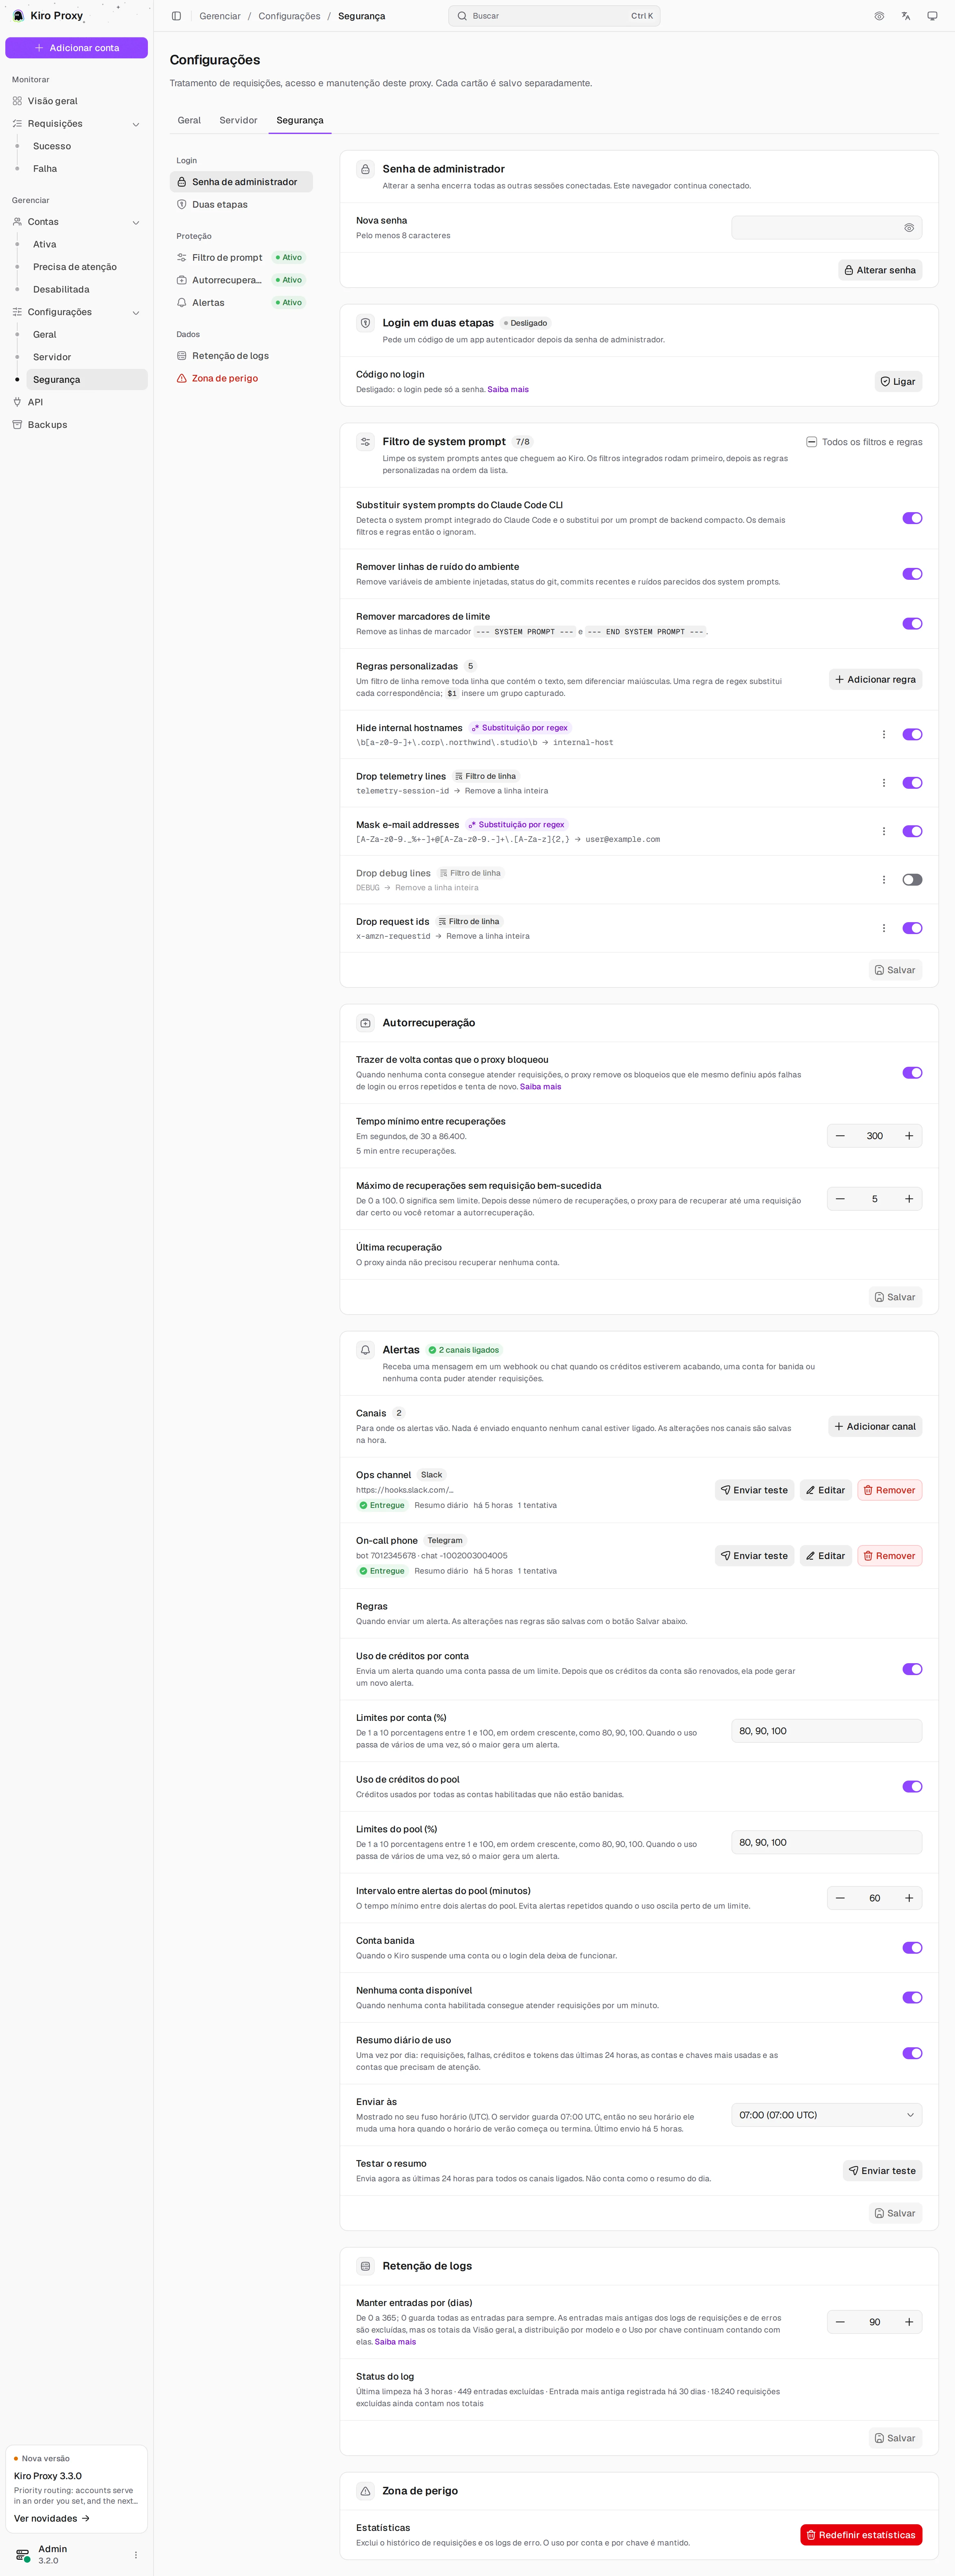 Kiro Proxy
Adicionar conta
Monitorar
Visão geral
Requisições
Sucesso
Falha
Gerenciar
Contas
Ativa
Precisa de atenção
Desabilitada
Configurações
Geral
Servidor
Segurança
API
Backups
Nova versão
Kiro Proxy 3.3.0
Priority routing: accounts serve
in an order you set, and the next...
Ver novidades →
Admin
3.2.0
Gerenciar / Configurações / Segurança
Buscar Ctrl K
Configurações
Tratamento de requisições, acesso e manutenção deste proxy. Cada cartão é salvo separadamente.
Geral Servidor Segurança
Login
Senha de administrador
Duas etapas
Proteção
Filtro de prompt Ativo
Autorrecupera... Ativo
Alertas Ativo
Dados
Retenção de logs
Zona de perigo
Senha de administrador
Alterar a senha encerra todas as outras sessões conectadas. Este navegador continua conectado.
Nova senha
Pelo menos 8 caracteres
Alterar senha
Login em duas etapas Desligado
Pede um código de um app autenticador depois da senha de administrador.
Código no login
Desligado: o login pede só a senha. Saiba mais
Ligar
Filtro de system prompt 7/8
Todos os filtros e regras
Limpe os system prompts antes que cheguem ao Kiro. Os filtros integrados rodam primeiro, depois as regras
personalizadas na ordem da lista.
Substituir system prompts do Claude Code CLI
Detecta o system prompt integrado do Claude Code e o substitui por um prompt de backend compacto. Os demais
filtros e regras então o ignoram.
Remover linhas de ruído do ambiente
Remove variáveis de ambiente injetadas, status do git, commits recentes e ruídos parecidos dos system prompts.
Remover marcadores de limite
Remove as linhas de marcador --- SYSTEM PROMPT --- e --- END SYSTEM PROMPT ---.
Regras personalizadas 5
Um filtro de linha remove toda linha que contém o texto, sem diferenciar maiúsculas. Uma regra de regex substitui
cada correspondência; $1 insere um grupo capturado.
Adicionar regra
Hide internal hostnames Substituição por regex
\b[a-z0-9-]+\.corp\.northwind\.studio\b → internal-host
Drop telemetry lines Filtro de linha
telemetry-session-id → Remove a linha inteira
Mask e-mail addresses Substituição por regex
[A-Za-z0-9._%+-]+@[A-Za-z0-9.-]+\.[A-Za-z]{2,} → user@example.com
Drop debug lines Filtro de linha
DEBUG → Remove a linha inteira
Drop request ids Filtro de linha
x-amzn-requestid → Remove a linha inteira
Salvar
Autorrecuperação
Trazer de volta contas que o proxy bloqueou
Quando nenhuma conta consegue atender requisições, o proxy remove os bloqueios que ele mesmo definiu após falhas
de login ou erros repetidos e tenta de novo. Saiba mais
Tempo mínimo entre recuperações
Em segundos, de 30 a 86.400.
5 min entre recuperações.
300
Máximo de recuperações sem requisição bem-sucedida
De 0 a 100. 0 significa sem limite. Depois desse número de recuperações, o proxy para de recuperar até uma requisição
dar certo ou você retomar a autorrecuperação.
5
Última recuperação
O proxy ainda não precisou recuperar nenhuma conta.
Salvar
Alertas 2 canais ligados
Receba uma mensagem em um webhook ou chat quando os créditos estiverem acabando, uma conta for banida ou
nenhuma conta puder atender requisições.
Canais 2
Para onde os alertas vão. Nada é enviado enquanto nenhum canal estiver ligado. As alterações nos canais são salvas
na hora.
Adicionar canal
Ops channel Slack
https://hooks.slack.com/...
Entregue Resumo diário há 5 horas 1 tentativa
Enviar teste Editar Remover
On-call phone Telegram
bot 7012345678 · chat -1002003004005
Entregue Resumo diário há 5 horas 1 tentativa
Enviar teste Editar Remover
Regras
Quando enviar um alerta. As alterações nas regras são salvas com o botão Salvar abaixo.
Uso de créditos por conta
Envia um alerta quando uma conta passa de um limite. Depois que os créditos da conta são renovados, ela pode gerar
um novo alerta.
Limites por conta (%)
De 1 a 10 porcentagens entre 1 e 100, em ordem crescente, como 80, 90, 100. Quando o uso
passa de vários de uma vez, só o maior gera um alerta.
80, 90, 100
Uso de créditos do pool
Créditos usados por todas as contas habilitadas que não estão banidas.
Limites do pool (%)
De 1 a 10 porcentagens entre 1 e 100, em ordem crescente, como 80, 90, 100. Quando o uso
passa de vários de uma vez, só o maior gera um alerta.
80, 90, 100
Intervalo entre alertas do pool (minutos)
O tempo mínimo entre dois alertas do pool. Evita alertas repetidos quando o uso oscila perto de um limite.
60
Conta banida
Quando o Kiro suspende uma conta ou o login dela deixa de funcionar.
Nenhuma conta disponível
Quando nenhuma conta habilitada consegue atender requisições por um minuto.
Resumo diário de uso
Uma vez por dia: requisições, falhas, créditos e tokens das últimas 24 horas, as contas e chaves mais usadas e as
contas que precisam de atenção.
Enviar às
Mostrado no seu fuso horário (UTC). O servidor guarda 07:00 UTC, então no seu horário ele
muda uma hora quando o horário de verão começa ou termina. Último envio há 5 horas.
07:00 (07:00 UTC)
Testar o resumo
Envia agora as últimas 24 horas para todos os canais ligados. Não conta como o resumo do dia.
Enviar teste
Salvar
Retenção de logs
Manter entradas por (dias)
De 0 a 365; 0 guarda todas as entradas para sempre. As entradas mais antigas dos logs de requisições e de erros
são excluídas, mas os totais da Visão geral, a distribuição por modelo e o Uso por chave continuam contando com
elas. Saiba mais
90
Status do log
Última limpeza há 3 horas · 449 entradas excluídas · Entrada mais antiga registrada há 30 dias · 18.240 requisições
excluídas ainda contam nos totais
Salvar
Zona de perigo
Estatísticas
Exclui o histórico de requisições e os logs de erro. O uso por conta e por chave é mantido.
Redefinir estatísticas